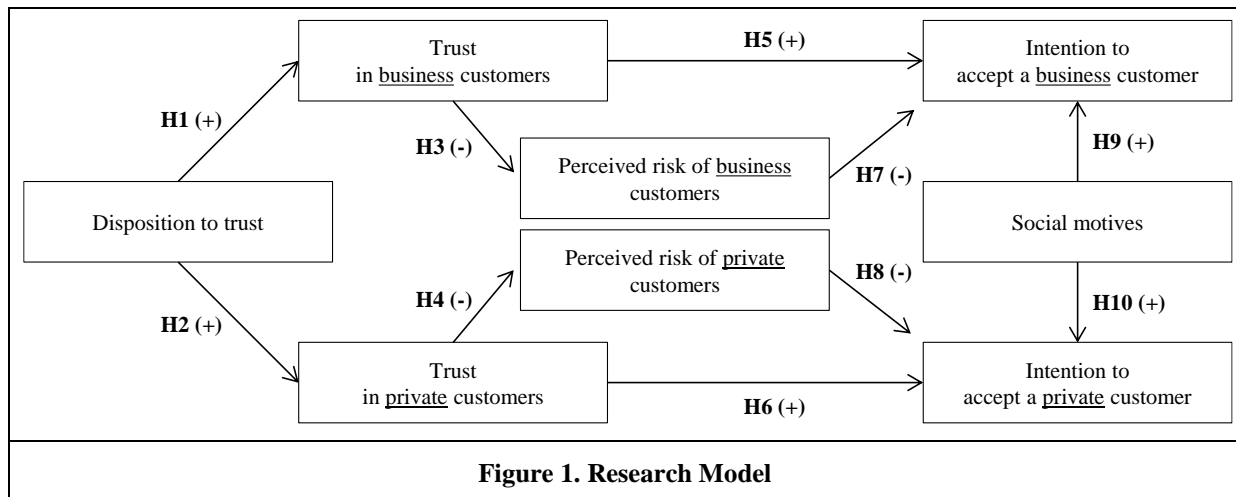 Trust
in business customers
H5 (+)
Intention to
accept a business customer
H1 (+)
H3 (-)
Perceived risk of business
customers
H7 (-)
H9 (+)
Disposition to trust
Social motives
Perceived risk of private
customers
H8 (-)
H4 (-)
H2 (+)
H10 (+)
Trust
in private customers
H6 (+)
Intention to
accept a private customer
Figure 1. Research Model